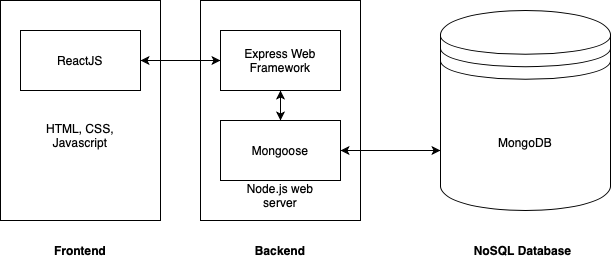 ReactJS
HTML, CSS,
Javascript
Express Web
Framework
Mongoose
Node.js web
server
MongoDB
Frontend
Backend
NoSQL Database